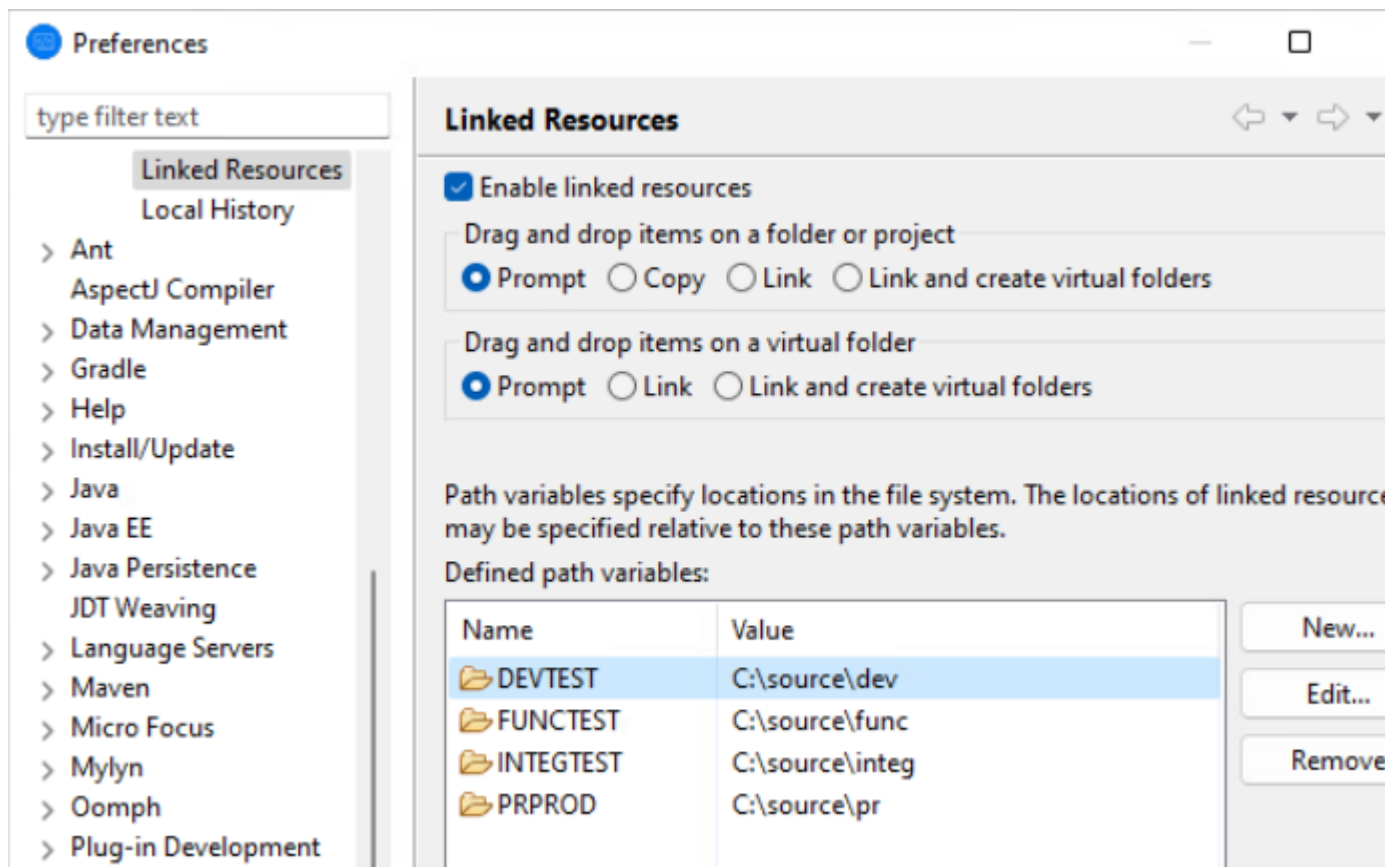 Preferences
type filter text
Linked Resources
Local History
Ant
AspectJ Compiler
Data Management
Gradle
Help
Install/Update
Java
Java EE
Java Persistence
JDT Weaving
Language Servers
Maven
Micro Focus
Mylyn
Oomph
Plug-in Development
Linked Resources
Enable linked resources
Drag and drop items on a folder or project
Prompt Copy Link Link and create virtual folders
Drag and drop items on a virtual folder
Prompt Link Link and create virtual folders
Path variables specify locations in the file system. The locations of linked resource
may be specified relative to these path variables.
Defined path variables:
Name Value
DEVTEST C:\source\dev
FUNCTEST C:\source\func
INTEGTEST C:\source\integ
PRPROD C:\source\pr
New...
Edit...
Remove